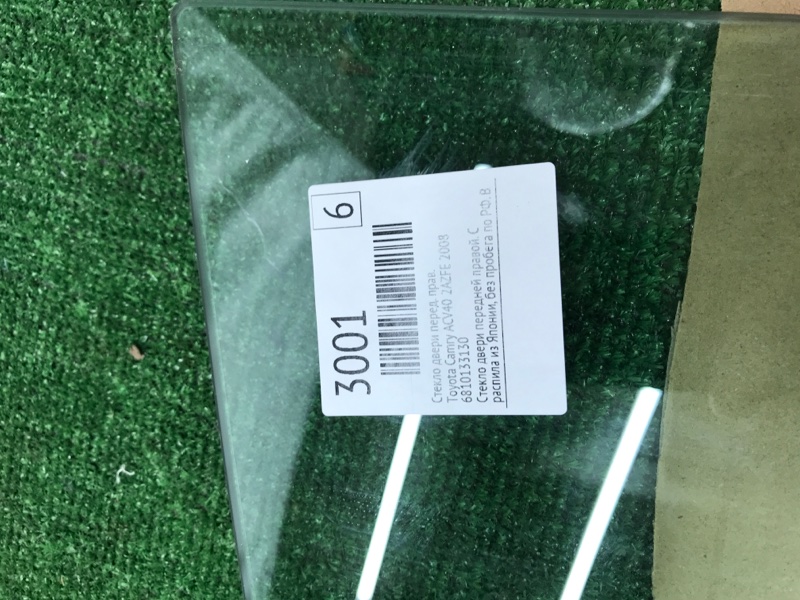 3001
6
Стекло двери перед. прав.
Toyota Camry ACV40 2AZFE 2008
6810133130
Стекло двери передней правой. С
распила из Японии, без пробега по РФ. В